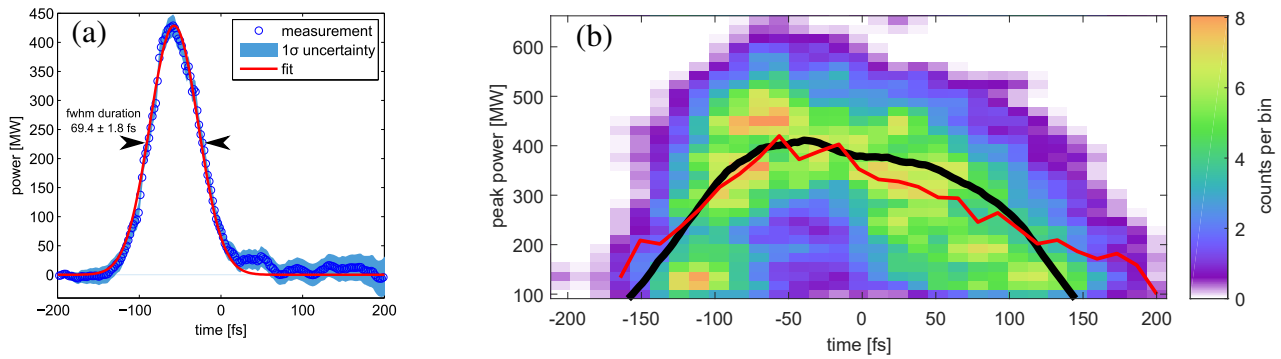 (a)
measurement
1σ uncertainty
fit
fwhm duration
69.4 ± 1.8 fs
450
400
350
300
250
200
150
100
50
0
power [MW]
−200
−100
0
100
200
time [fs]
(b)
600
500
400
300
200
100
peak power [MW]
-200
-150
-100
-50
0
50
100
150
200
time [fs]
8
6
4
2
0
counts per bin